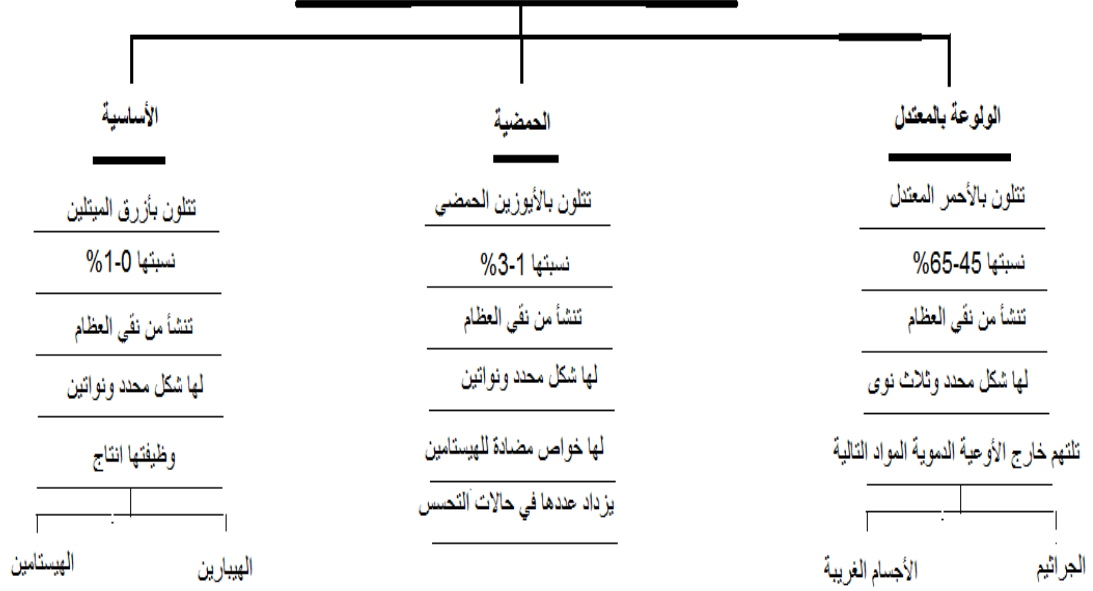 الولوعة بالمعتدل
تتلون بالأحمر المعتدل
نسبتها 45-65%
تنشأ من نقي العظام
لها شكل محدد وثلاث نوى
تلتهم خارج الأوعية الدموية المواد التالية
الجراثيم
الأجسام الغريبة
الحمضية
تتلون بالأيوزين الحمضي
نسبتها 1-3%
تنشأ من نقي العظام
لها شكل محدد ونواتين
لها خواص مضادة للهيستامين
يزداد عددها في حالات التحسس
الأساسية
تتلون بأزرق الميتلين
نسبتها 0-1%
تنشأ من نقي العظام
لها شكل محدد ونواتين
وظيفتها انتاج
الهيبارين
الهيستامين